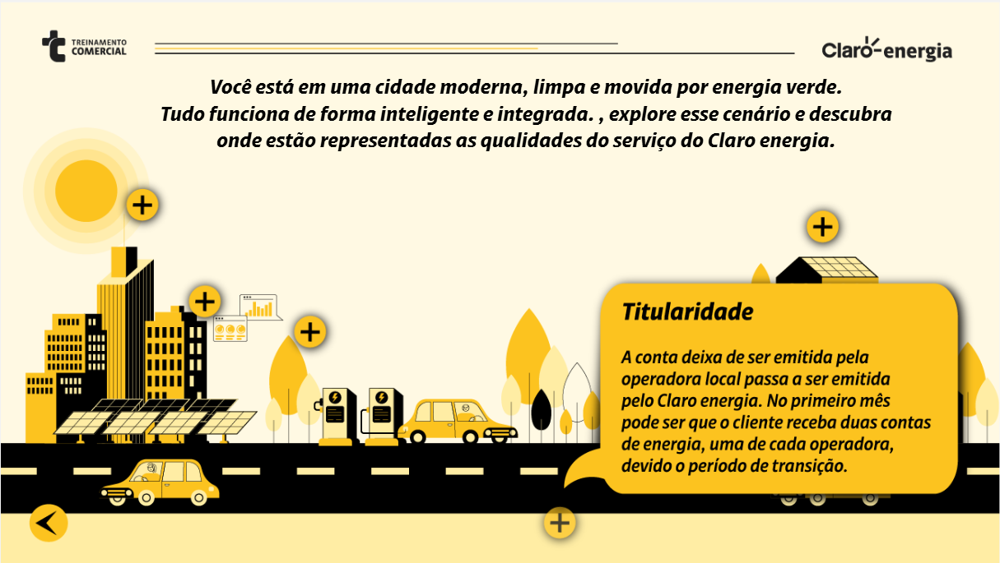 TREINAMENTO
COMERCIAL
Claro-energia
Você está em uma cidade moderna, limpa e movida por energia verde.
Tudo funciona de forma inteligente e integrada. , explore esse cenário e descubra
onde estão representadas as qualidades do serviço do Claro energia.
Titularidade
A conta deixa de ser emitida pela
operadora local passa a ser emitida
pelo Claro energia. No primeiro mês
pode ser que o cliente receba duas contas
de energia, uma de cada operadora,
devido o período de transição.